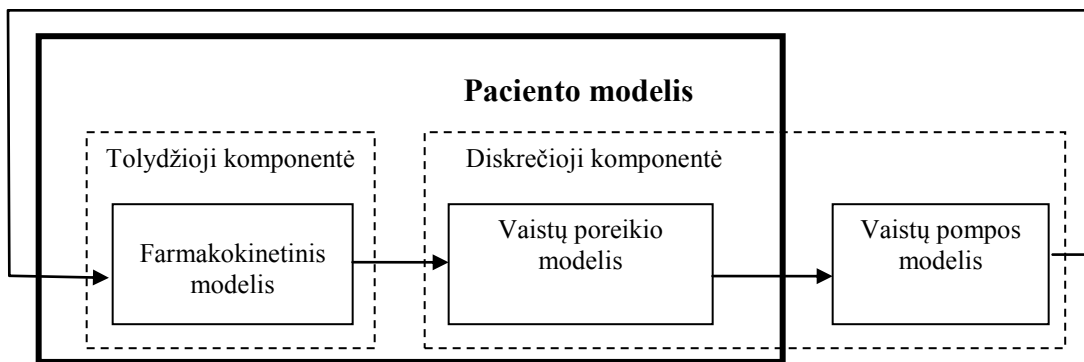 Paciento modelis
Tolydžioji komponentė
Diskrečioji komponentė
Farmakokinetinis
modelis
Vaistų poreikio
modelis
Vaistų pompos
modelis